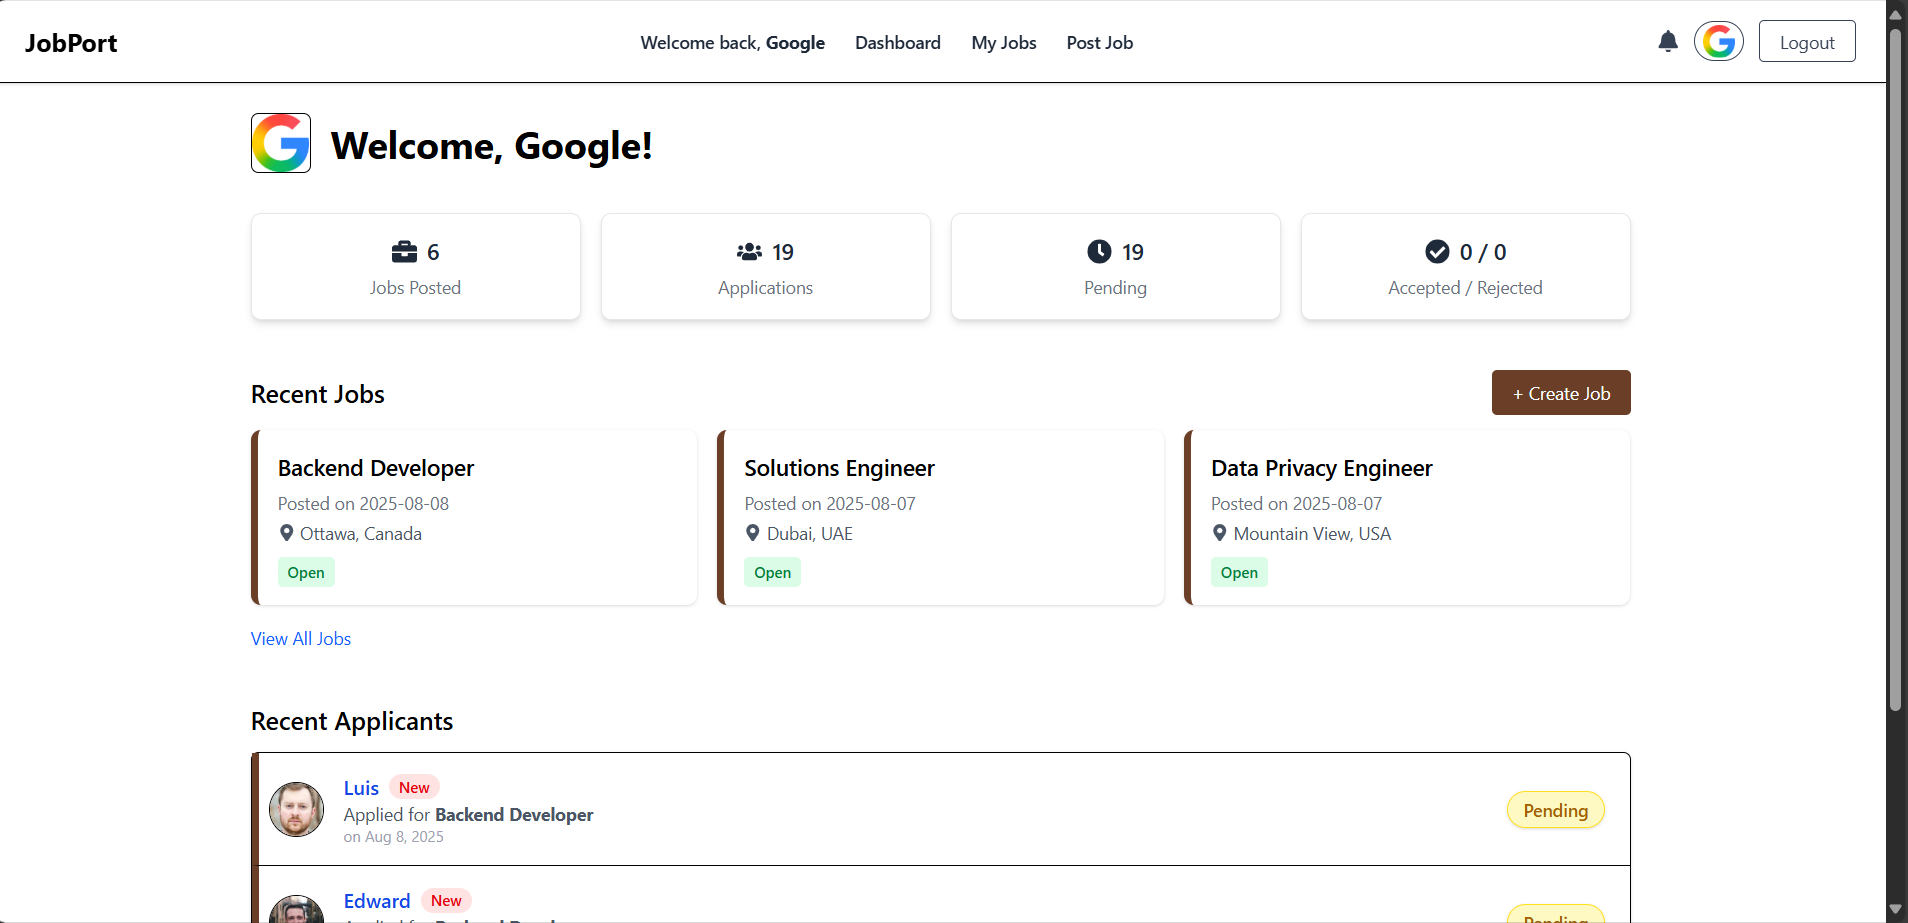 JobPort
Welcome back, Google Dashboard My Jobs Post Job
Logout
Welcome, Google!
6
Jobs Posted
19
Applications
19
Pending
0 / 0
Accepted / Rejected
Recent Jobs
+ Create Job
Backend Developer
Posted on 2025-08-08
Ottawa, Canada
Open
Solutions Engineer
Posted on 2025-08-07
Dubai, UAE
Open
Data Privacy Engineer
Posted on 2025-08-07
Mountain View, USA
Open
View All Jobs
Recent Applicants
Luis New
Applied for Backend Developer
on Aug 8, 2025
Pending
Edward New
Pending